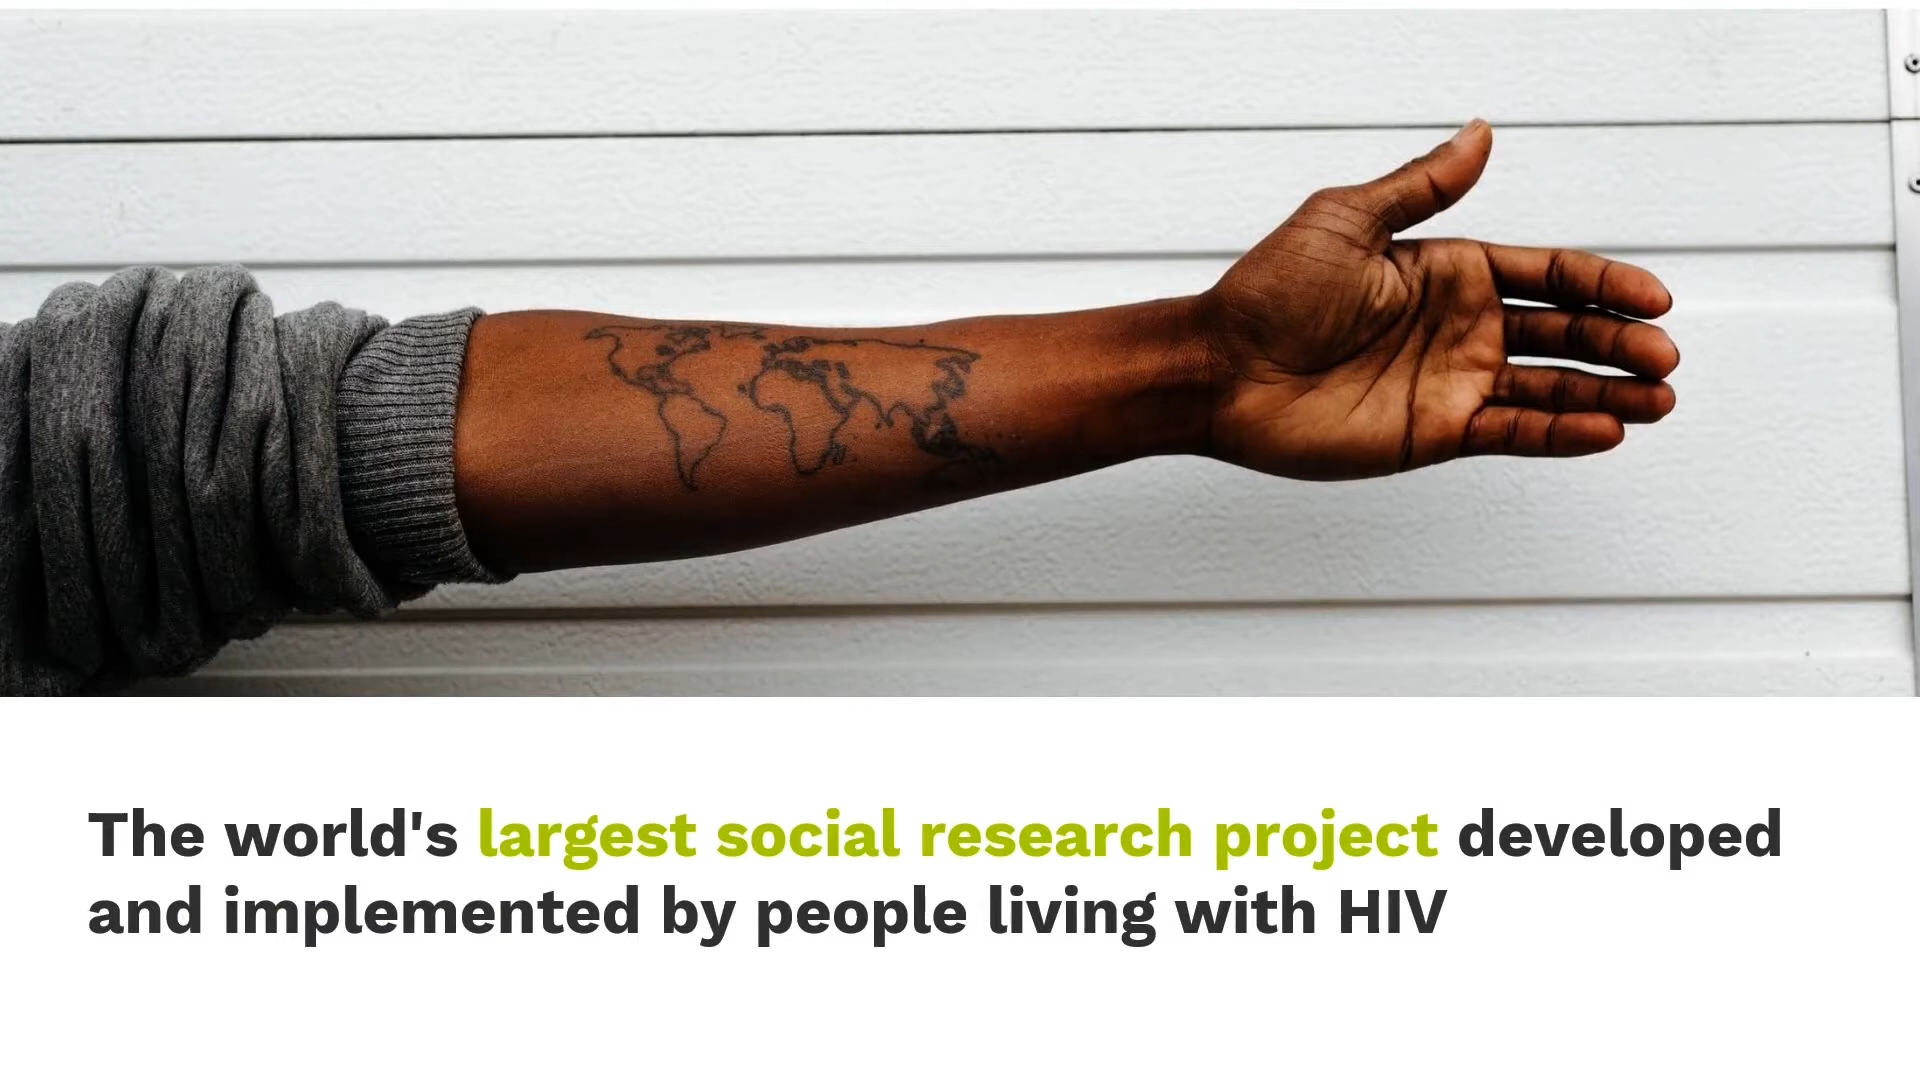 The world's largest social research project developed
and implemented by people living with HIV